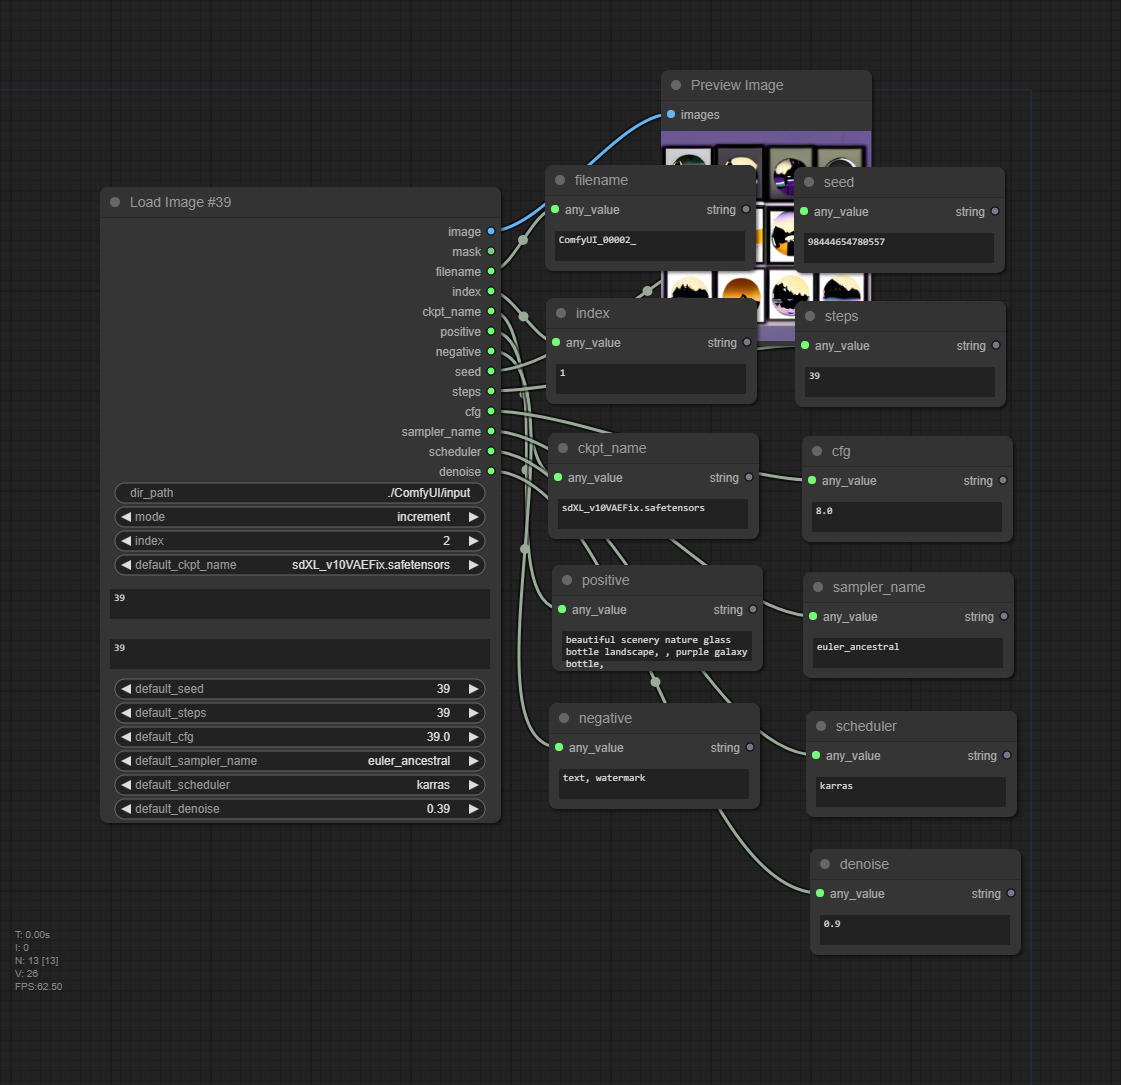 Preview Image
images
Load Image #39
image
mask
filename
index
ckpt_name
positive
negative
seed
steps
cfg
sampler_name
scheduler
denoise
dir_path ./ComfyUI/input
mode increment
index 2
default_ckpt_name sdXL_v10VAEFix.safetensors
39
39
default_seed 39
default_steps 39
default_cfg 39.0
default_sampler_name euler_ancestral
default_scheduler karras
default_denoise 0.39
filename
any_value string
ComfyUI_00002_
index
any_value string
1
ckpt_name
any_value string
sdXL_v10VAEFix.safetensors
positive
any_value string
beautiful scenery nature glass
bottle landscape, , purple galaxy
bottle,
negative
any_value string
text, watermark
seed
any_value string
98444654780557
steps
any_value string
39
cfg
any_value string
8.0
sampler_name
any_value string
euler_ancestral
scheduler
any_value string
karras
denoise
any_value string
0.9
T: 0.00s
I: 0
N: 13 [13]
V: 26
FPS:62.50